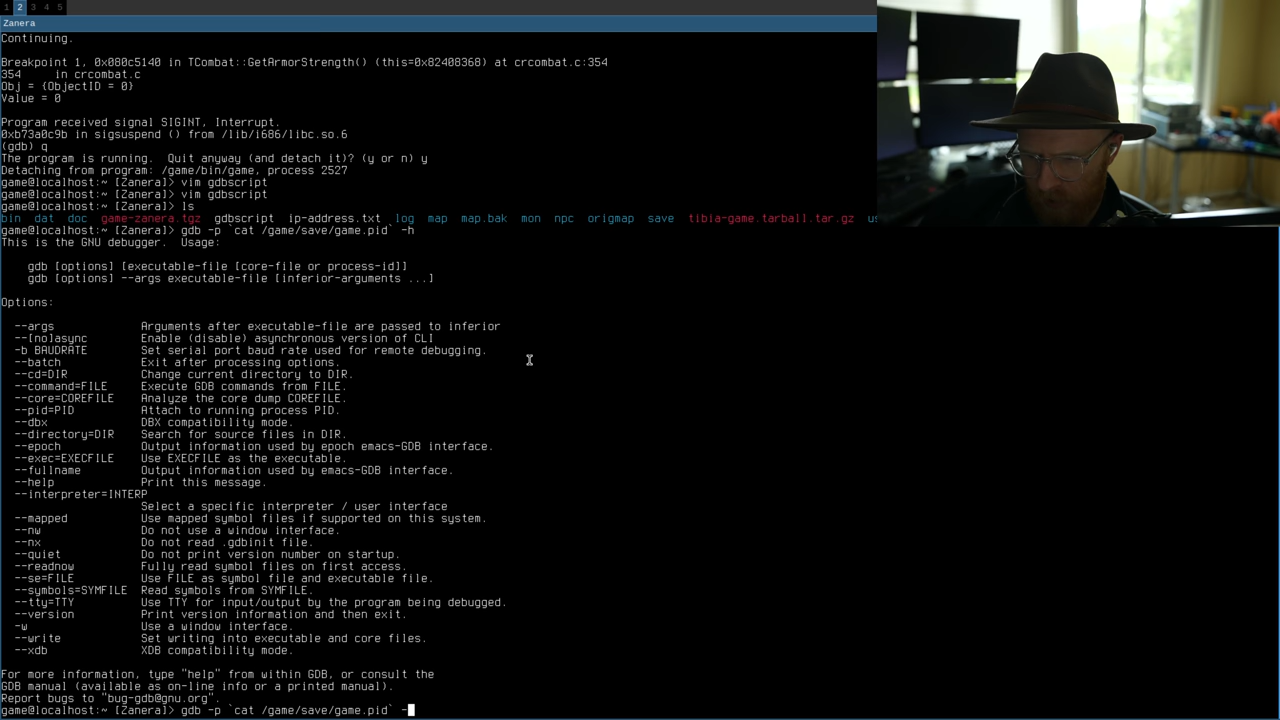 1 2 3 4 5
Zanera
Continuing.
Breakpoint 1, 0x080c5140 in TCombat::GetArmorStrength() (this=0x82408368) at crcombat.c:354
354     in crcombat.c
Obj = {ObjectID = 0}
Value = 0
Program received signal SIGINT, Interrupt.
0xb73a0c9b in sigsuspend () from /lib/i686/libc.so.6
(gdb) q
The program is running.  Quit anyway (and detach it)? (y or n) y
Detaching from program: /game/bin/game, process 2527
game@localhost:~ [Zanera]> vim gdbscript
game@localhost:~ [Zanera]> vim gdbscript
game@localhost:~ [Zanera]> ls
bin  dat  doc  game-zanera.tgz  gdbscript  ip-address.txt  log  map  map.bak  mon  npc  origmap  save  tibia-game.tarball.tar.gz  us
game@localhost:~ [Zanera]> gdb -p `cat /game/save/game.pid` -h
This is the GNU debugger.  Usage:
    gdb [options] [executable-file [core-file or process-id]]
    gdb [options] --args executable-file [inferior-arguments ...]
Options:
  --args             Arguments after executable-file are passed to inferior
  --[no]async        Enable (disable) asynchronous version of CLI
  -b BAUDRATE        Set serial port baud rate used for remote debugging.
  --batch            Exit after processing options.
  --cd=DIR           Change current directory to DIR.
  --command=FILE     Execute GDB commands from FILE.
  --core=COREFILE    Analyze the core dump COREFILE.
  --pid=PID          Attach to running process PID.
  --dbx              DBX compatibility mode.
  --directory=DIR    Search for source files in DIR.
  --epoch            Output information used by epoch emacs-GDB interface.
  --exec=EXECFILE    Use EXECFILE as the executable.
  --fullname         Output information used by emacs-GDB interface.
  --help             Print this message.
  --interpreter=INTERP
                     Select a specific interpreter / user interface
  --mapped           Use mapped symbol files if supported on this system.
  --nw               Do not use a window interface.
  --nx               Do not read .gdbinit file.
  --quiet            Do not print version number on startup.
  --readnow          Fully read symbol files on first access.
  --se=FILE          Use FILE as symbol file and executable file.
  --symbols=SYMFILE  Read symbols from SYMFILE.
  --tty=TTY          Use TTY for input/output by the program being debugged.
  --version          Print version information and then exit.
  -w                 Use a window interface.
  --write            Set writing into executable and core files.
  --xdb              XDB compatibility mode.
For more information, type "help" from within GDB, or consult the
GDB manual (available as on-line info or a printed manual).
Report bugs to "bug-gdb@gnu.org".
game@localhost:~ [Zanera]> gdb -p `cat /game/save/game.pid` -